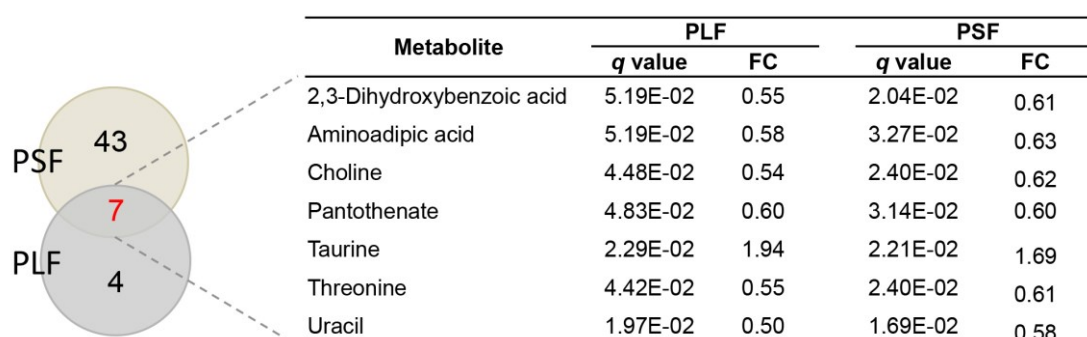 PSF
43
7
PLF
4
Metabolite PLF PSF
q value FC q value FC
2,3-Dihydroxybenzoic acid 5.19E-02 0.55 2.04E-02 0.61
Aminoadipic acid 5.19E-02 0.58 3.27E-02 0.63
Choline 4.48E-02 0.54 2.40E-02 0.62
Pantothenate 4.83E-02 0.60 3.14E-02 0.60
Taurine 2.29E-02 1.94 2.21E-02 1.69
Threonine 4.42E-02 0.55 2.40E-02 0.61
Uracil 1.97E-02 0.50 1.69E-02 0.58